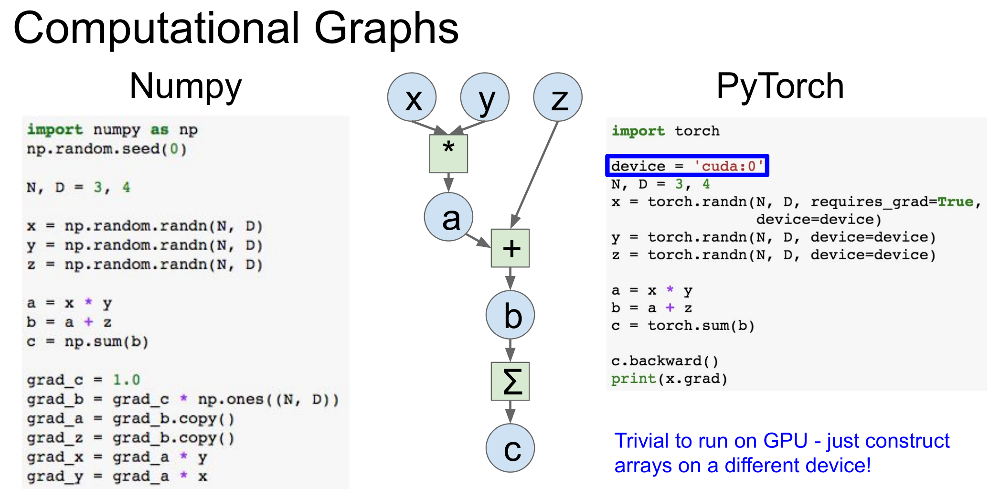 Computational Graphs
Numpy
import numpy as np
np.random.seed(0)
N, D = 3, 4
x = np.random.randn(N, D)
y = np.random.randn(N, D)
z = np.random.randn(N, D)
a = x * y
b = a + z
c = np.sum(b)
grad_c = 1.0
grad_b = grad_c * np.ones((N, D))
grad_a = grad_b.copy()
grad_z = grad_b.copy()
grad_x = grad_a * y
grad_y = grad_a * x
x y z
*
a
+
b
Σ
c
PyTorch
import torch
device = 'cuda:0'
N, D = 3, 4
x = torch.randn(N, D, requires_grad=True,
device=device)
y = torch.randn(N, D, device=device)
z = torch.randn(N, D, device=device)
a = x * y
b = a + z
c = torch.sum(b)
c.backward()
print(x.grad)
Trivial to run on GPU - just construct
arrays on a different device!